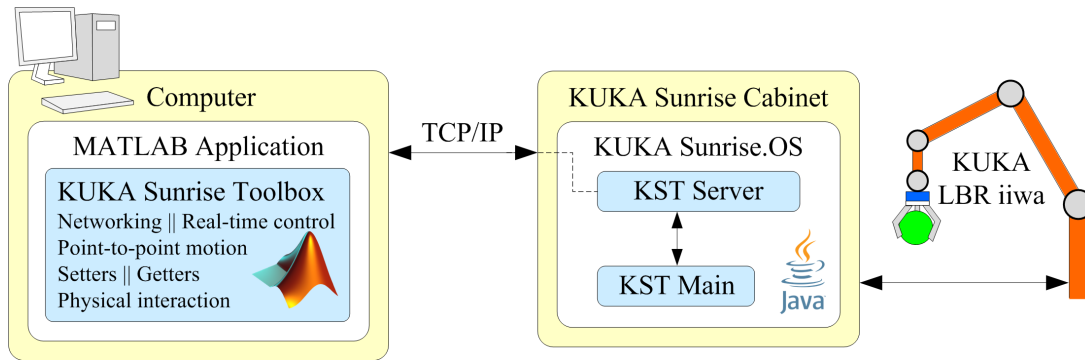 Computer
MATLAB Application
KUKA Sunrise Toolbox
Networking || Real-time control
Point-to-point motion
Setters || Getters
Physical interaction
TCP/IP
KUKA Sunrise Cabinet
KUKA Sunrise.OS
KST Server
KST Main
Java
KUKA
LBR iiwa